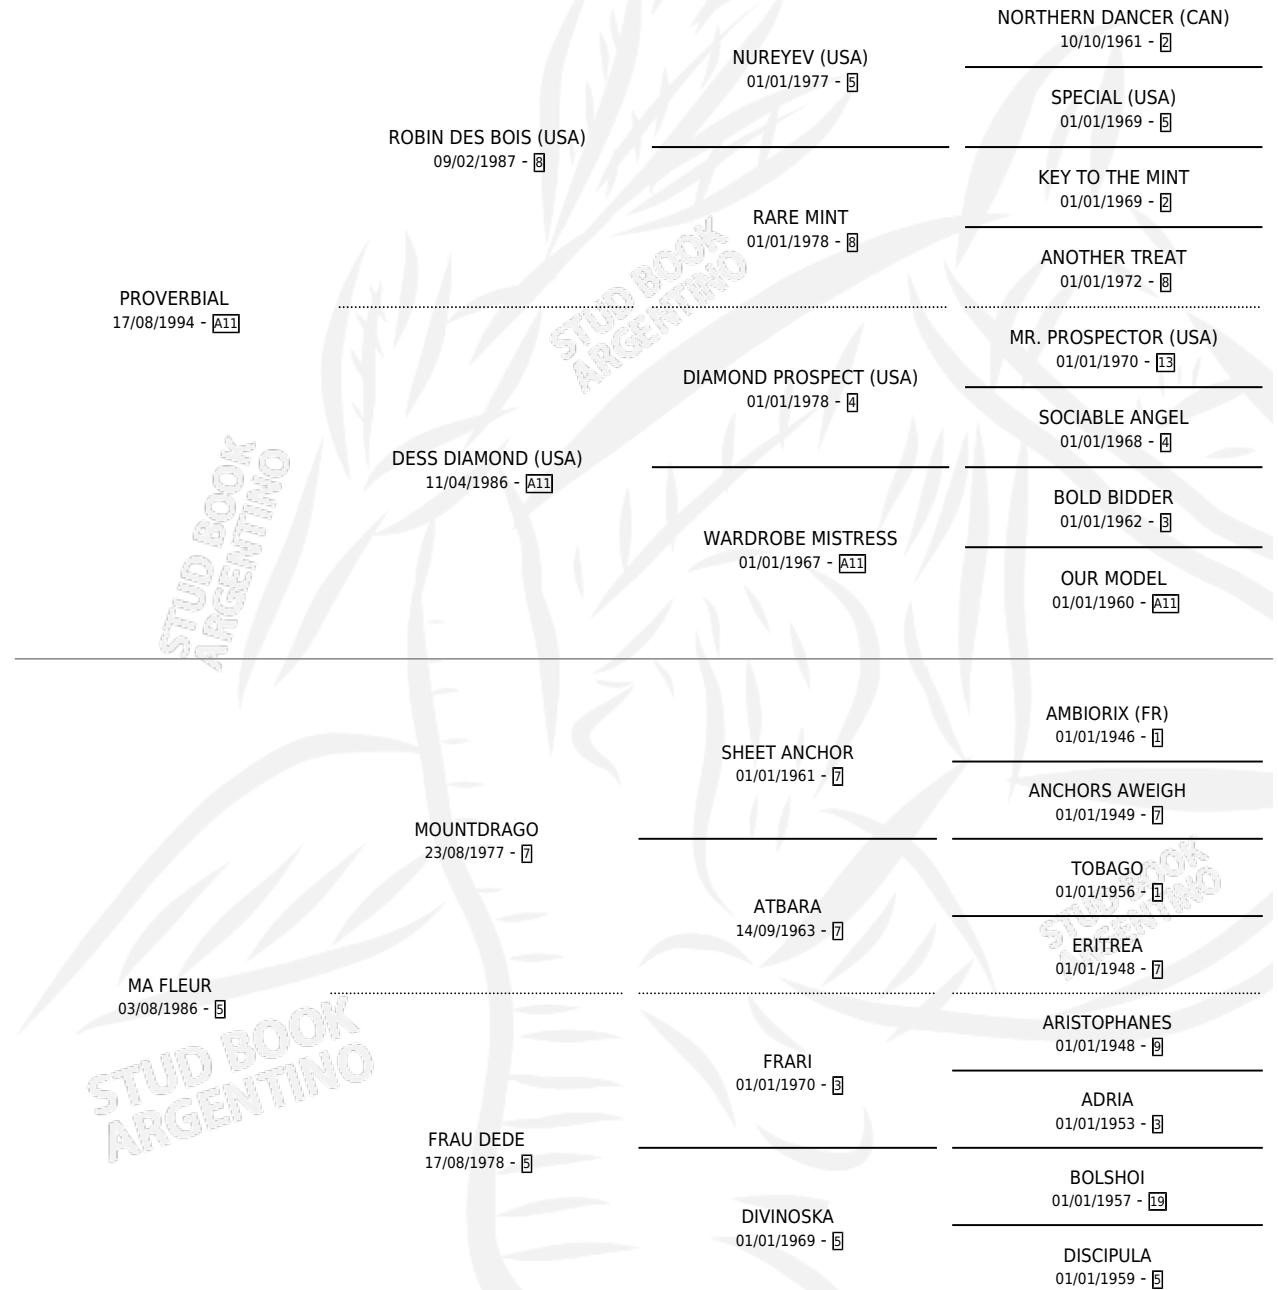 NORTHERN DANCER (CAN)
10/10/1961 - 2
NUREYEV (USA)
01/01/1977 - 5
SPECIAL (USA)
01/01/1969 - 5
ROBIN DES BOIS (USA)
09/02/1987 - 8
KEY TO THE MINT
01/01/1969 - 2
RARE MINT
01/01/1978 - 8
ANOTHER TREAT
01/01/1972 - 8
PROVERBIAL
17/08/1994 - A11
STUD BOOK
ARGENTINO
MR. PROSPECTOR (USA)
01/01/1970 - 13
DIAMOND PROSPECT (USA)
01/01/1978 - 4
SOCIABLE ANGEL
01/01/1968 - 4
DESS DIAMOND (USA)
11/04/1986 - A11
BOLD BIDDER
01/01/1962 - 3
WARDROBE MISTRESS
01/01/1967 - A11
OUR MODEL
01/01/1960 - A11
STUD BOOK
ARGENTINO
AMBIORIX (FR)
01/01/1946 - 1
SHEET ANCHOR
01/01/1961 - 7
ANCHORS AWEIGH
01/01/1949 - 7
MOUNTDRAGO
23/08/1977 - 7
TOBAGO
01/01/1956 - 1
ATBARA
14/09/1963 - 7
STUD BOOK
ARGENTINO
ERITREA
01/01/1948 - 7
MA FLEUR
03/08/1986 - 5
ARISTOPHANES
01/01/1948 - 9
FRARI
01/01/1970 - 3
ADRIA
01/01/1953 - 3
STUD BOOK
ARGENTINO
FRAU DEDE
17/08/1978 - 5
BOLSHOI
01/01/1957 - 19
DIVINOSKA
01/01/1969 - 5
DISCIPULA
01/01/1959 - 5